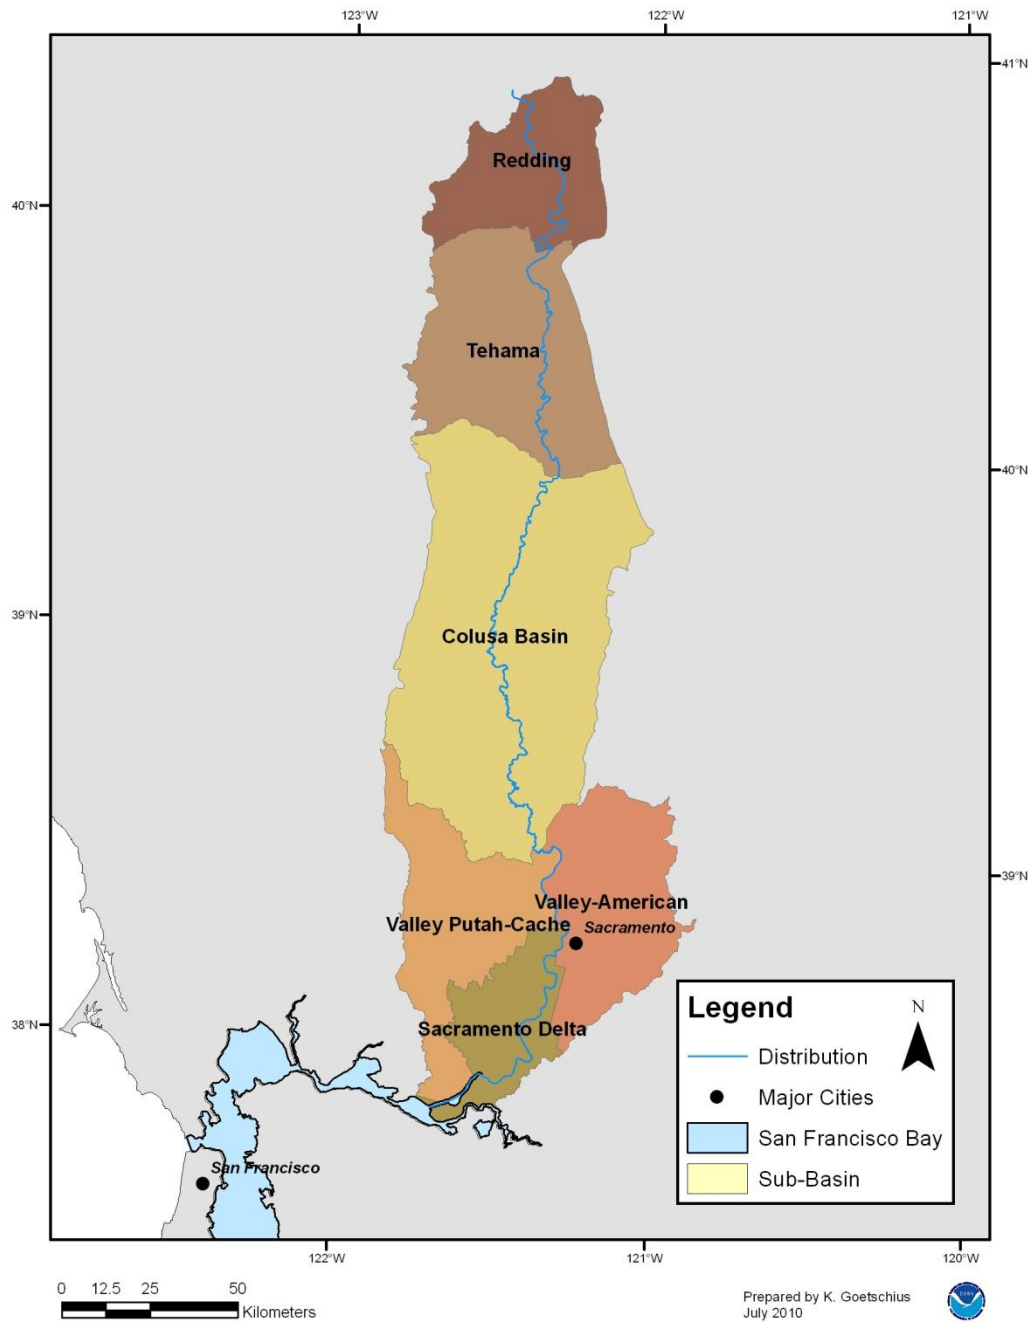 123°W
122°W
121°W
41°N
40°N
Redding
Tehama
40°N
39°N
Colusa Basin
39°N
Valley-American
Valley Putah-Cache
Sacramento
38°N
Sacramento Delta
San Francisco
Legend
N
Distribution
Major Cities
San Francisco Bay
Sub-Basin
122°W
121°W
120°W
0 12.5 25 50
Kilometers
Prepared by K. Goetschius
July 2010